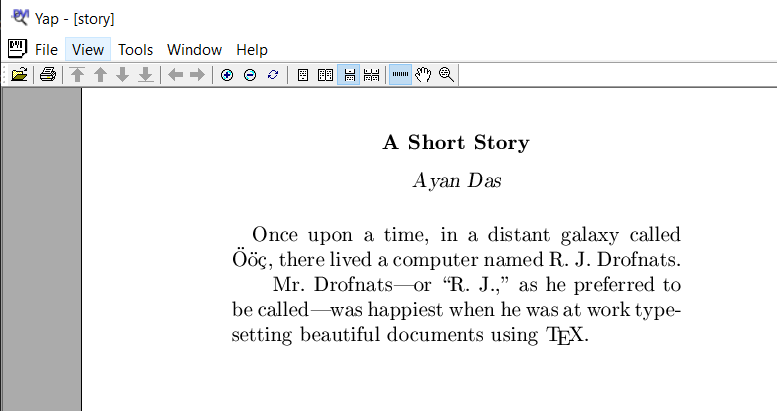 Yap - [story]
File View Tools Window Help
A Short Story
Ayan Das
Once upon a time, in a distant galaxy called
Ööç, there lived a computer named R. J. Drofnats.
Mr. Drofnats—or “R. J.,” as he preferred to
be called—was happiest when he was at work type-
setting beautiful documents using TEX.